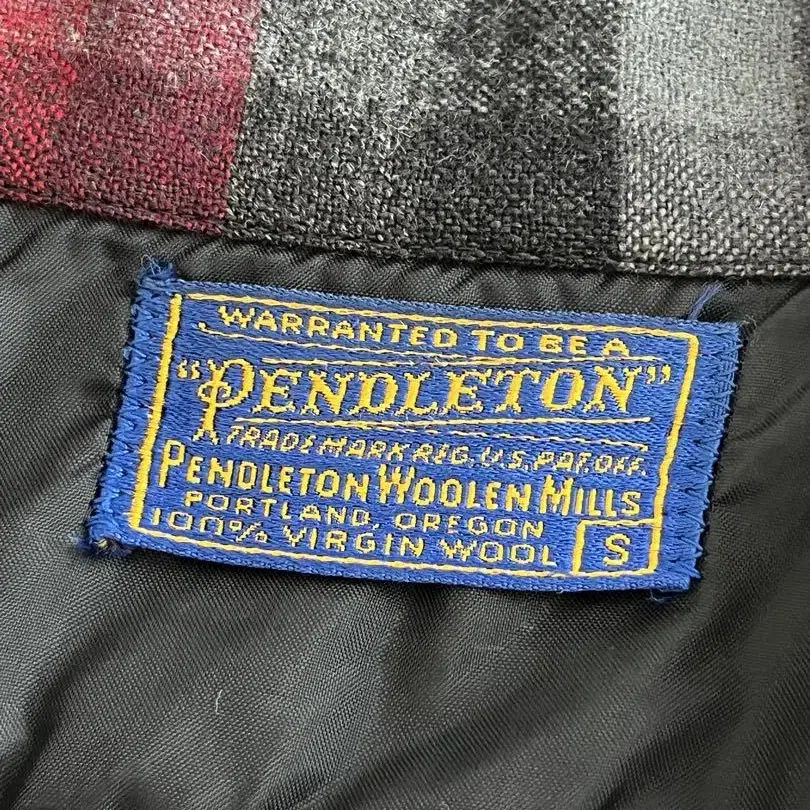 WARRANTED TO BE A
"PENDLETON"
TRADE MARK REG. U.S. PAT. OFF.
PENDLETON WOOLEN MILLS
PORTLAND, OREGON
100% VIRGIN WOOL S